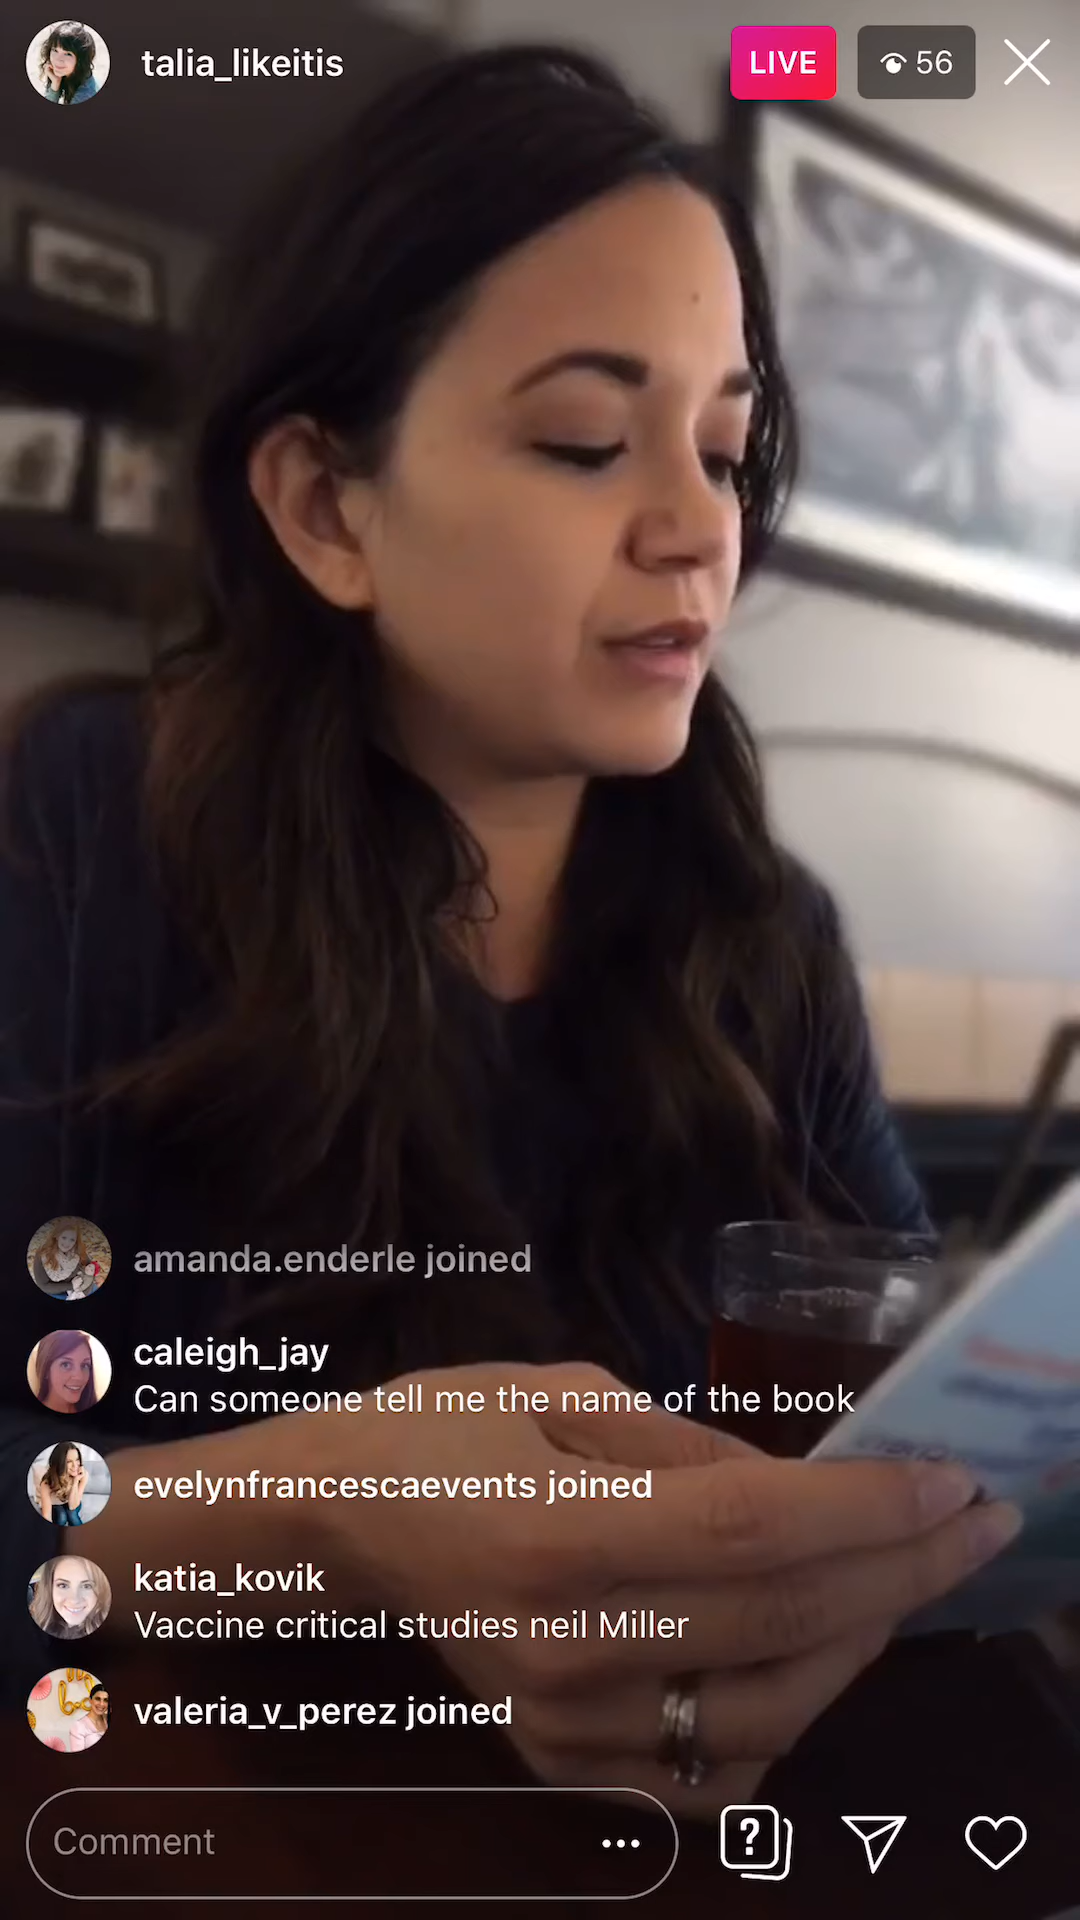 talia_likeitis
LIVE
56
amanda.enderle joined
caleigh_jay
Can someone tell me the name of the book
evelynfrancescaevents joined
katia_kovik
Vaccine critical studies neil Miller
valeria_v_perez joined
Comment
?